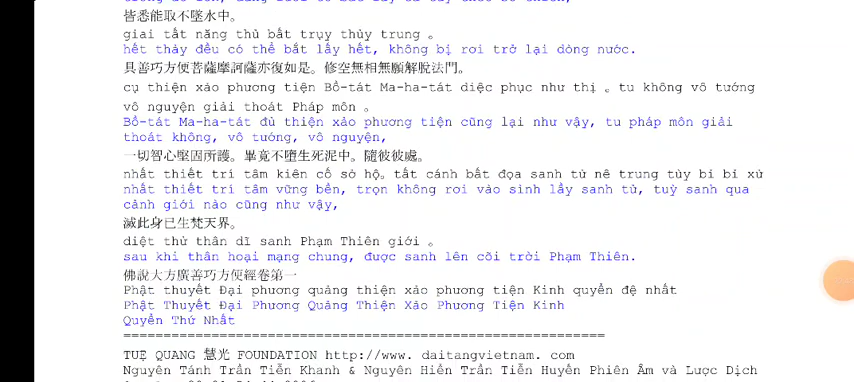 皆悉能取不墜水中。
giai tất năng thủ bất trụy thủy trung 。
hết thảy đều có thể bắt lấy hết, không bị roi trở lại dòng nước.
具善巧方便菩薩摩訶薩亦復如是。修空無相無願解脫法門。
cụ thiện xảo phương tiện Bồ-tát Ma-ha-tát diệc phục như thị 。tu không võ tướng
vô nguyện giải thoát Pháp môn 。
Bồ-tát Ma-ha-tát đủ thiện xảo phương tiện cũng lại như vậy, tu pháp môn giải
thoát không, vô tướng, vô nguyện,
一切智心堅固所護。畢竟不墮生死泥中。隨彼彼處。
nhất thiết trí tâm kiên cố sở hộ。tất cánh bất đọa sanh tử nê trung tùy bỉ bỉ xứ
nhất thiết trí tâm vững bền, trọn không roi vào sình lầy sanh tử, tuỳ sanh qua
cảnh giới nào cũng như vậy,
滅此身已生梵天界。
diệt thử thân dĩ sanh Phạm Thiên giới 。
sau khi thân hoại mạng chung, được sanh lên cõi trời Phạm Thiên.
佛說大方廣善巧方便經卷第一
Phật thuyết Đại phương quảng thiện xảo phương tiện Kinh quyển đệ nhất
Phật Thuyết Đại Phương Quảng Thiện Xảo Phương Tiện Kinh
Quyển Thứ Nhất
============================================================
TUỆ QUANG 慧光 FOUNDATION http://www. daitangvietnam. com
Nguyên Tánh Trần Tiễn Khanh & Nguyên Hiển Trần Tiễn Huyến Phiên Âm và Lược Dịch